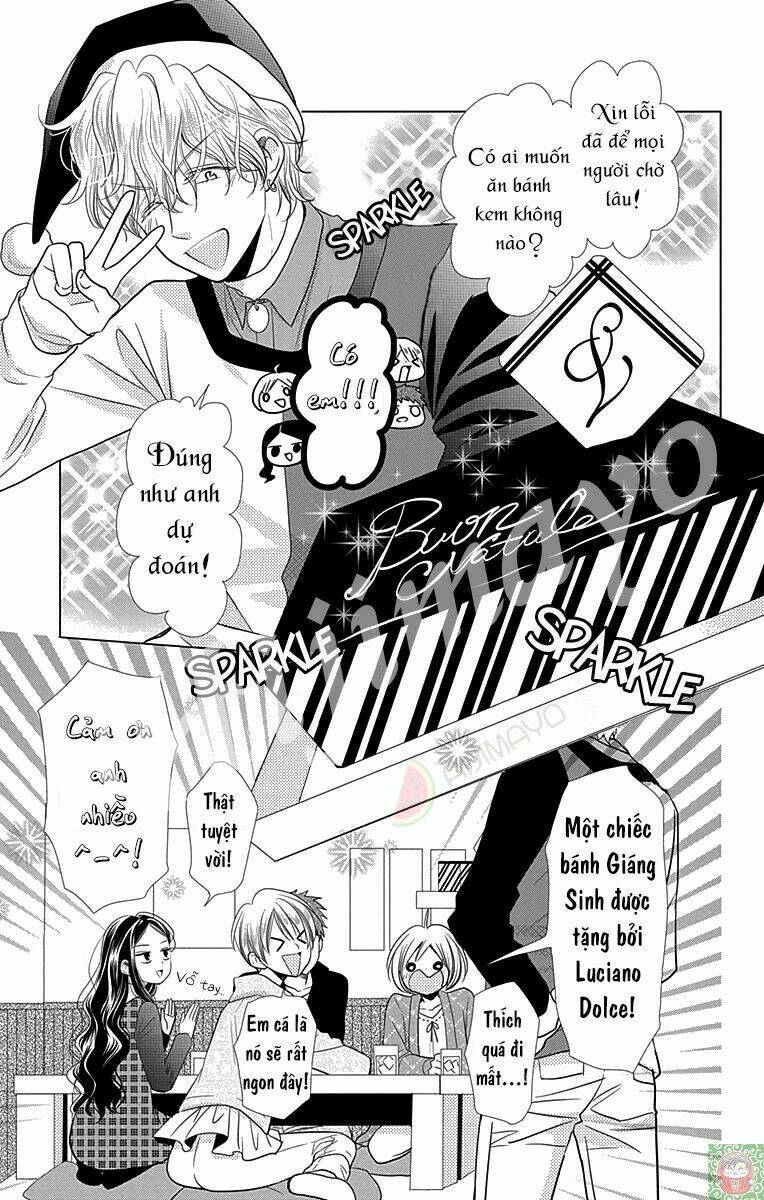 Xin lỗi
đã để mọi
người chờ
lâu!
Có ai muốn
ăn bánh
kem không
nào?
SPARKLE
Có
em!!!
Đúng
như anh
dự
đoán!
Buon
Natale
SPARKLE
SPARKLE
AJIMAYO
Cảm ơn
anh
nhiều
^_^!
Thật
tuyệt
vời!
Một chiếc
bánh Giáng
Sinh được
tặng bởi
Luciano
Dolce!
Vỗ tay...
Em cá là
nó sẽ rất
ngon đây!
Thích
quá đi
mất...!